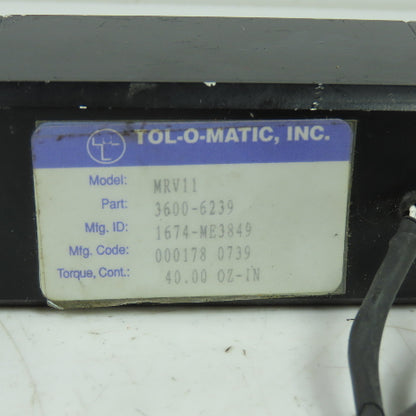 TOL-O-MATIC, INC.
Model: MRV11
Part: 3600-6239
Mfg. ID: 1674-ME3849
Mfg. Code: 000178 0739
Torque, Cont.: 40.00 OZ-IN